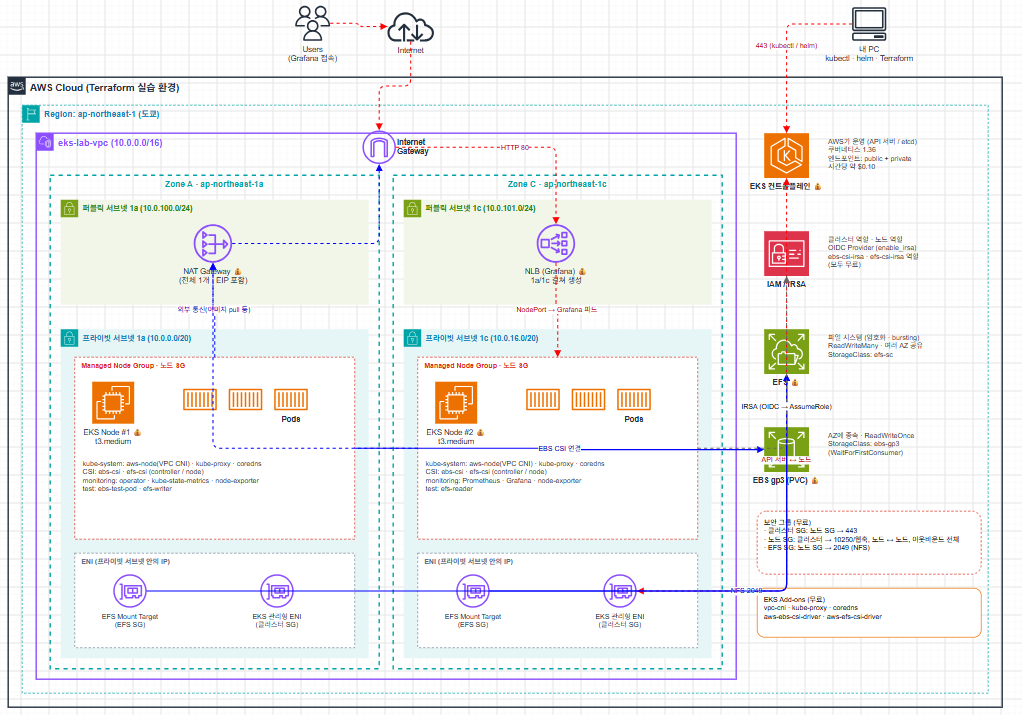 Users
(Grafana 접속)
Internet
443 (kubectl / helm)
내 PC
kubectl · helm · Terraform
aws
AWS Cloud (Terraform 실습 환경)
Region: ap-northeast-1 (도쿄)
eks-lab-vpc (10.0.0.0/16)
Internet
Gateway
HTTP 80
Zone A - ap-northeast-1a
Zone C - ap-northeast-1c
퍼블릭 서브넷 1a (10.0.100.0/24)
퍼블릭 서브넷 1c (10.0.101.0/24)
NAT Gateway
(전체 1개 · EIP 포함)
NLB (Grafana)
1a/1c 걸쳐 생성
외부 통신(이미지 pull 등)
NodePort → Grafana 파드
프라이빗 서브넷 1a (10.0.0.0/20)
프라이빗 서브넷 1c (10.0.16.0/20)
Managed Node Group · 노드 SG
Managed Node Group · 노드 SG
Pods
Pods
EKS Node #1
t3.medium
EKS Node #2
t3.medium
EBS CSI 연결
kube-system: aws-node(VPC CNI) · kube-proxy · coredns
CSI: ebs-csi · efs-csi (controller / node)
monitoring: operator · kube-state-metrics · node-exporter
test: ebs-test-pod · efs-writer
kube-system: aws-node(VPC CNI) · kube-proxy · coredns
CSI: ebs-csi · efs-csi (controller / node)
monitoring: Prometheus · Grafana · node-exporter
test: efs-reader
ENI (프라이빗 서브넷 안의 IP)
ENI (프라이빗 서브넷 안의 IP)
EFS Mount Target
(EFS SG)
EKS 관리형 ENI
(클러스터 SG)
EFS Mount Target
(EFS SG)
EKS 관리형 ENI
(클러스터 SG)
NFS 2049
EKS 컨트롤플레인
AWS가 운영 (API 서버 / etcd)
쿠버네티스 1.36
엔드포인트: public + private
시간당 약 $0.10
IAM / IRSA
클러스터 역할 · 노드 역할
OIDC Provider (enable_irsa)
ebs-csi-irsa · efs-csi-irsa 역할
(모두 무료)
EFS
파일 시스템 (암호화 · bursting)
ReadWriteMany · 여러 AZ 공유
StorageClass: efs-sc
IRSA (OIDC → AssumeRole)
API 서버 ↔ 노드
EBS gp3 (PVC)
AZ에 종속 · ReadWriteOnce
StorageClass: ebs-gp3
(WaitForFirstConsumer)
보안 그룹 (무료)
· 클러스터 SG: 노드 SG → 443
· 노드 SG: 클러스터 → 10250/웹훅, 노드 ↔ 노드, 아웃바운드 전체
· EFS SG: 노드 SG → 2049 (NFS)
EKS Add-ons (무료)
vpc-cni · kube-proxy · coredns
aws-ebs-csi-driver · aws-efs-csi-driver